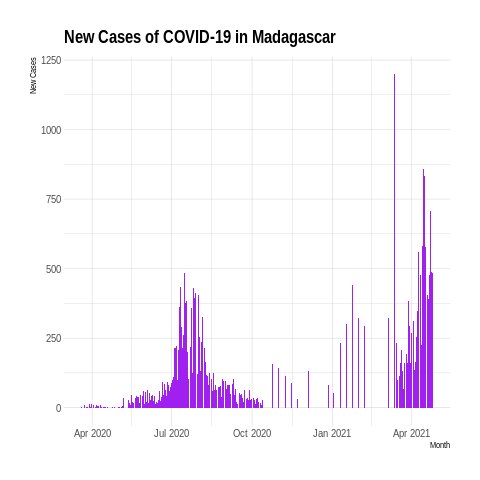 New Cases of COVID-19 in Madagascar
New Cases
1250
1000
750
500
250
0
Apr 2020
Jul 2020
Oct 2020
Jan 2021
Apr 2021
Month